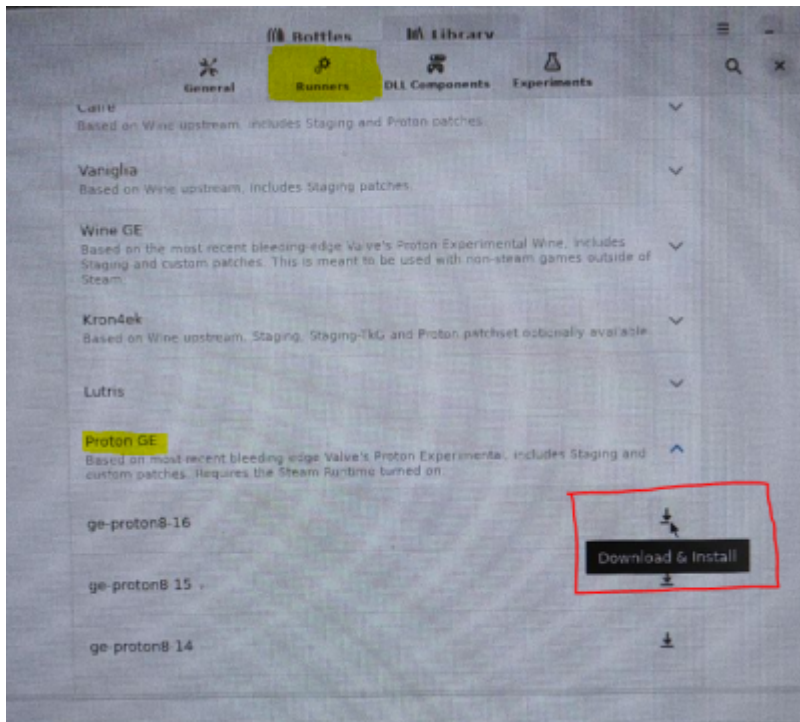 Bottles Library
General Runners DLL Components Experiments
Caffe
Based on Wine upstream, includes Staging and Proton patches.
Vaniglia
Based on Wine upstream, includes Staging patches.
Wine GE
Based on the most recent bleeding-edge Valve's Proton Experimental Wine, includes
Staging and custom patches. This is meant to be used with non-steam games outside of
Steam.
Kron4ek
Based on Wine upstream, Staging, Staging-TkG and Proton patchset optionally available.
Lutris
Proton GE
Based on most recent bleeding edge Valve's Proton Experimental, includes Staging and
custom patches. Requires the Steam Runtime turned on.
ge-proton8-16
Download & Install
ge-proton8-15
ge-proton8-14